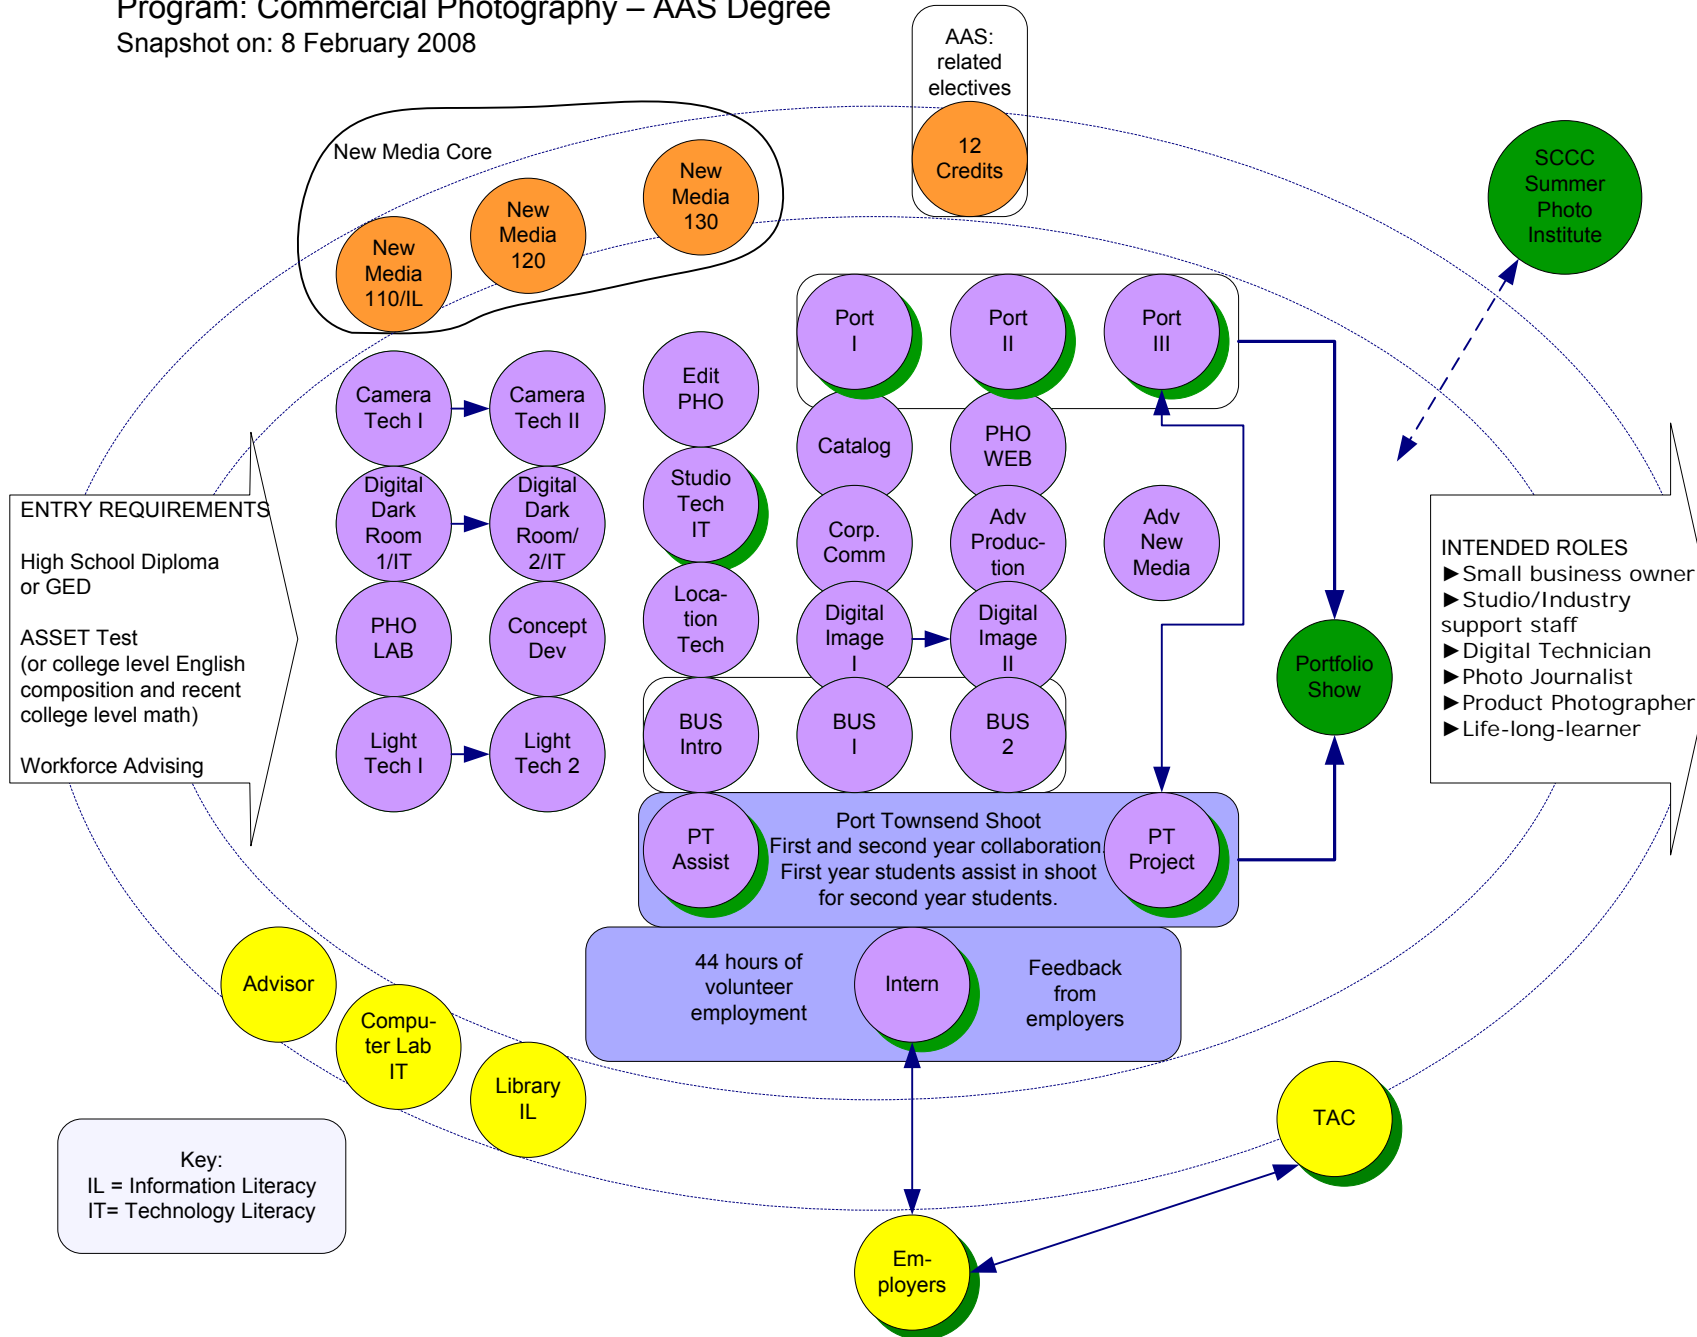 Program: Commercial Photography – AAS Degree
Snapshot on: 8 February 2008
AAS:
related
electives
12
Credits
New Media Core
New
Media
110/IL
New
Media
120
New
Media
130
SCCC
Summer
Photo
Institute
Port
I
Port
II
Port
III
Camera
Tech I
Camera
Tech II
Edit
PHO
Catalog
PHO
WEB
Digital
Dark
Room
1/IT
Digital
Dark
Room/
2/IT
Studio
Tech
IT
Corp.
Comm
Adv
Produc-
tion
Adv
New
Media
PHO
LAB
Concept
Dev
Loca-
tion
Tech
Digital
Image
I
Digital
Image
II
Light
Tech I
Light
Tech 2
BUS
Intro
BUS
I
BUS
2
ENTRY REQUIREMENTS
High School Diploma
or GED
ASSET Test
(or college level English
composition and recent
college level math)
Workforce Advising
INTENDED ROLES
►Small business owner
►Studio/Industry
support staff
►Digital Technician
►Photo Journalist
►Product Photographer
►Life-long-learner
Portfolio
Show
PT
Assist
Port Townsend Shoot
First and second year collaboration.
First year students assist in shoot
for second year students.
PT
Project
44 hours of
volunteer
employment
Intern
Feedback
from
employers
Advisor
Compu-
ter Lab
IT
Library
IL
TAC
Em-
ployers
Key:
IL = Information Literacy
IT= Technology Literacy